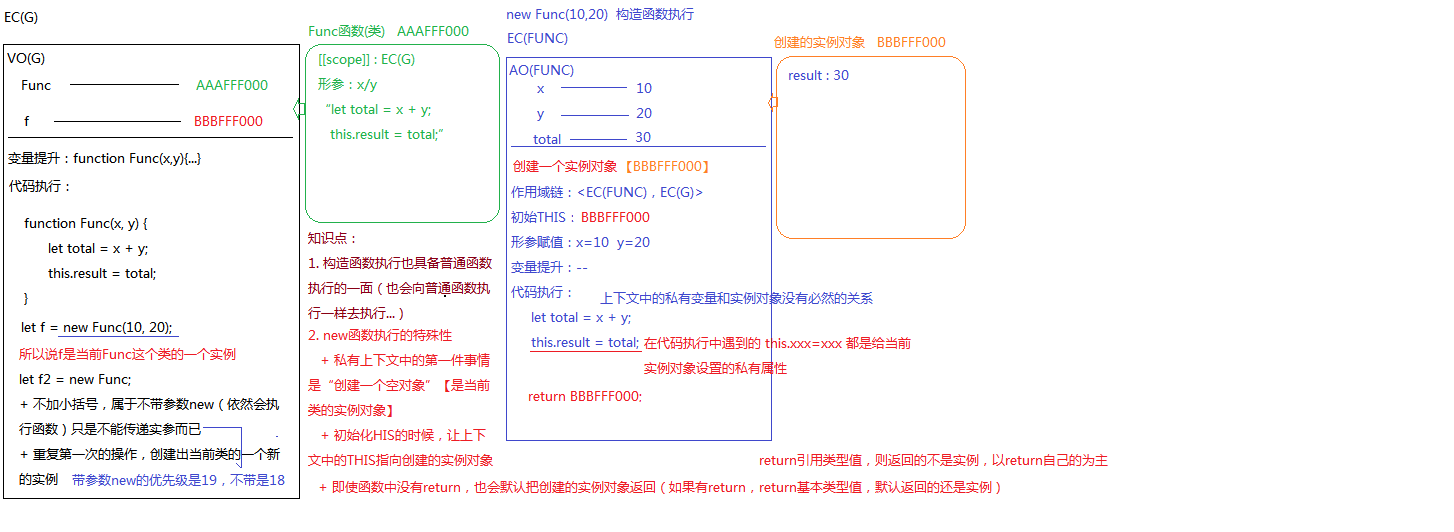 EC(G)
VO(G)
Func AAAFFF000
f BBBFFF000
变量提升：function Func(x,y){...}
代码执行：
function Func(x, y) {
let total = x + y;
this.result = total;
}
let f = new Func(10, 20);
所以说f是当前Func这个类的一个实例
let f2 = new Func;
+ 不加小括号，属于不带参数new（依然会执
行函数）只是不能传递实参而已
+ 重复第一次的操作，创建出当前类的一个新
的实例 带参数new的优先级是19，不带是18
Func函数(类) AAAFFF000
[[scope]] : EC(G)
形参：x/y
“let total = x + y;
this.result = total;”
知识点：
1. 构造函数执行也具备普通函数
执行的一面（也会向普通函数执
行一样去执行...）
2. new函数执行的特殊性
+ 私有上下文中的第一件事情
是“创建一个空对象”【是当前
类的实例对象】
+ 初始化HIS的时候，让上下
文中的THIS指向创建的实例对象
+ 即使函数中没有return，也会默认把创建的实例对象返回（如果有return，return基本类型值，默认返回的还是实例）
new Func(10,20) 构造函数执行
EC(FUNC)
AO(FUNC)
x 10
y 20
total 30
创建一个实例对象【BBBFFF000】
作用域链：<EC(FUNC)，EC(G)>
初始THIS：BBBFFF000
形参赋值：x=10 y=20
变量提升：--
代码执行：
上下文中的私有变量和实例对象没有必然的关系
let total = x + y;
this.result = total; 在代码执行中遇到的 this.xxx=xxx 都是给当前
实例对象设置的私有属性
return BBBFFF000;
创建的实例对象 BBBFFF000
result : 30
return引用类型值，则返回的不是实例，以return自己的为主